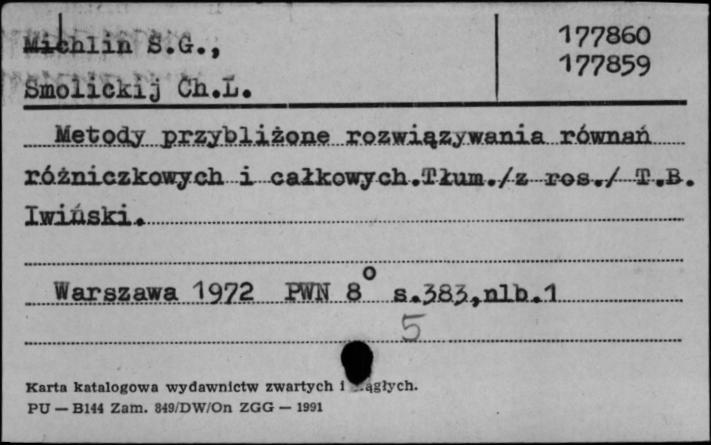 Michlin S.G., 177860
177859
Smolickij Ch.L.
Metody przybliżone rozwiązywania równań
różniczkowych i całkowych.Tłum./z ros./ T.B.
Iwiński.
Warszawa 1972 PWN 8° s.383,nlb.1
5
Karta katalogowa wydawnictw zwartych i
PU — B144 Zam. 849/DW/On ZGG — 1991